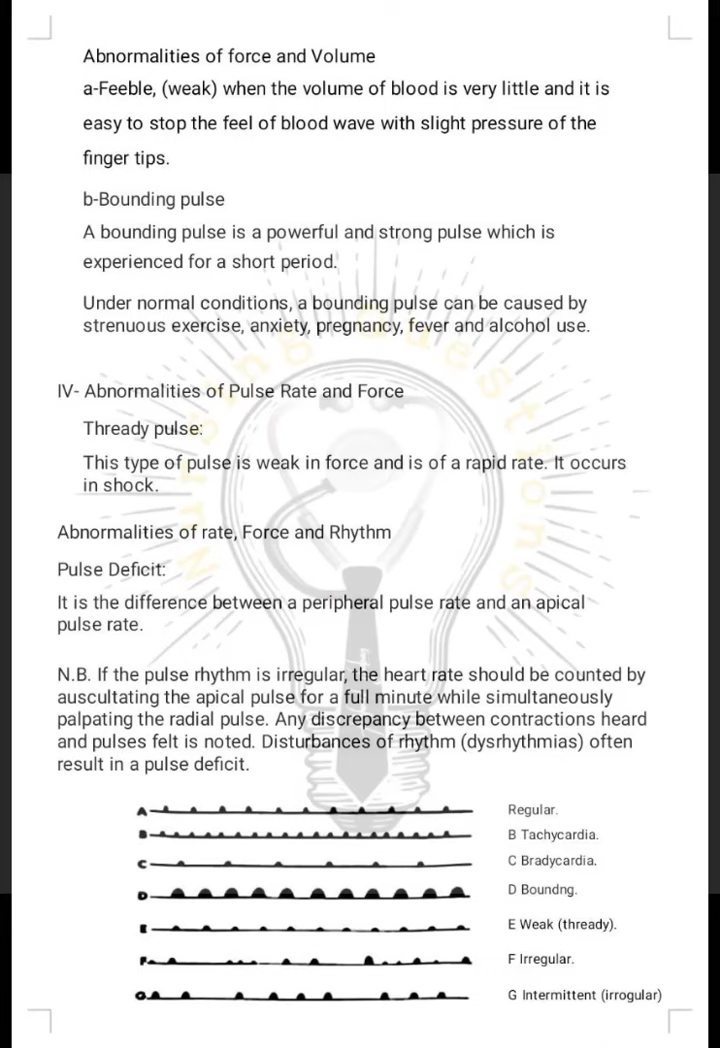 Abnormalities of force and Volume
a-Feeble, (weak) when the volume of blood is very little and it is
easy to stop the feel of blood wave with slight pressure of the
finger tips.
b-Bounding pulse
A bounding pulse is a powerful and strong pulse which is
experienced for a short period.
Under normal conditions, a bounding pulse can be caused by
strenuous exercise, anxiety, pregnancy, fever and alcohol use.
IV- Abnormalities of Pulse Rate and Force
Thready pulse:
This type of pulse is weak in force and is of a rapid rate. It occurs
in shock.
Abnormalities of rate, Force and Rhythm
Pulse Deficit:
It is the difference between a peripheral pulse rate and an apical
pulse rate.
N.B. If the pulse rhythm is irregular, the heart rate should be counted by
auscultating the apical pulse for a full minute while simultaneously
palpating the radial pulse. Any discrepancy between contractions heard
and pulses felt is noted. Disturbances of rhythm (dysrhythmias) often
result in a pulse deficit.
A Regular.
B B Tachycardia.
C C Bradycardia.
D D Boundng.
E E Weak (thready).
F F Irregular.
G G Intermittent (irrogular)
Nursing Questions